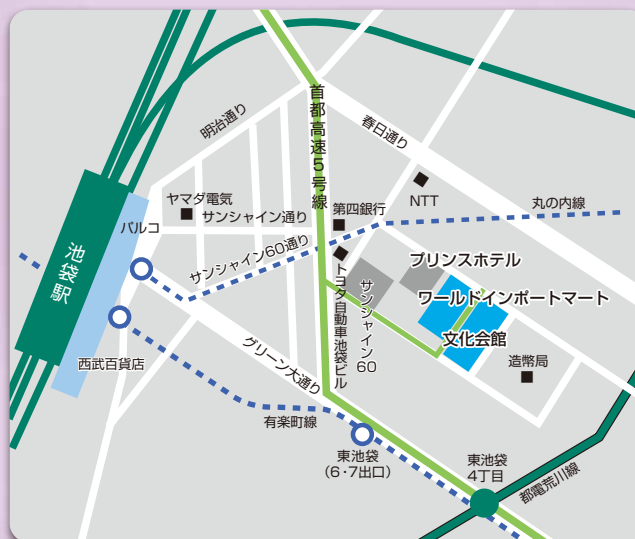 首都高速5号線
明治通り
春日通り
ヤマダ電気
サンシャイン通り
第四銀行
NTT
丸の内線
パルコ
池袋駅
サンシャイン60通り
トヨタ自動車池袋ビル
サンシャイン
60
プリンスホテル
ワールドインポートマート
文化会館
造幣局
西武百貨店
グリーン大通り
有楽町線
東池袋
(6・7出口)
東池袋
4丁目
都電荒川線